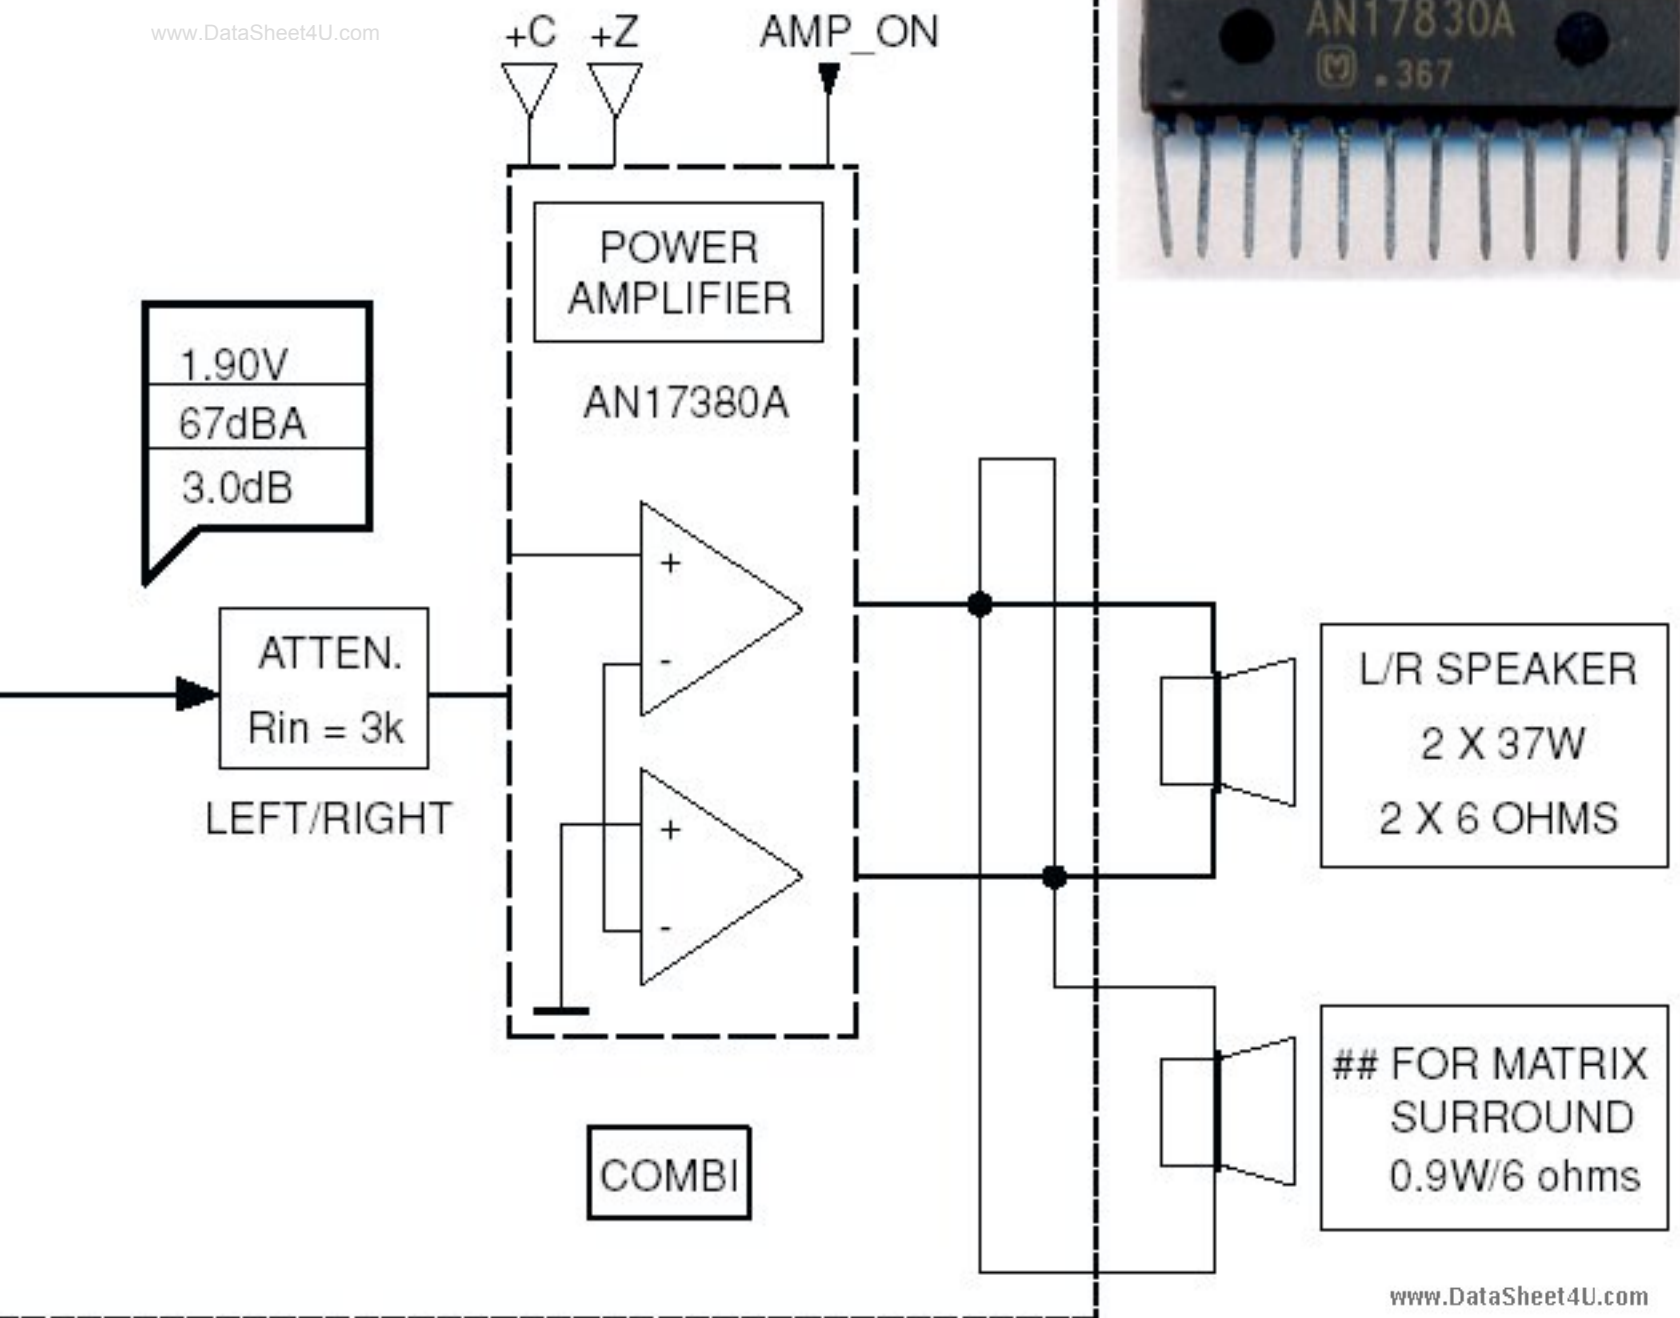 www.DataSheet4U.com
+C +Z AMP_ON
AN17830A
.367
POWER
AMPLIFIER
AN17380A
1.90V
67dBA
3.0dB
+
-
ATTEN.
Rin = 3k
LEFT/RIGHT
+
-
L/R SPEAKER
2 X 37W
2 X 6 OHMS
COMBI
## FOR MATRIX
SURROUND
0.9W/6 ohms
www.DataSheet4U.com